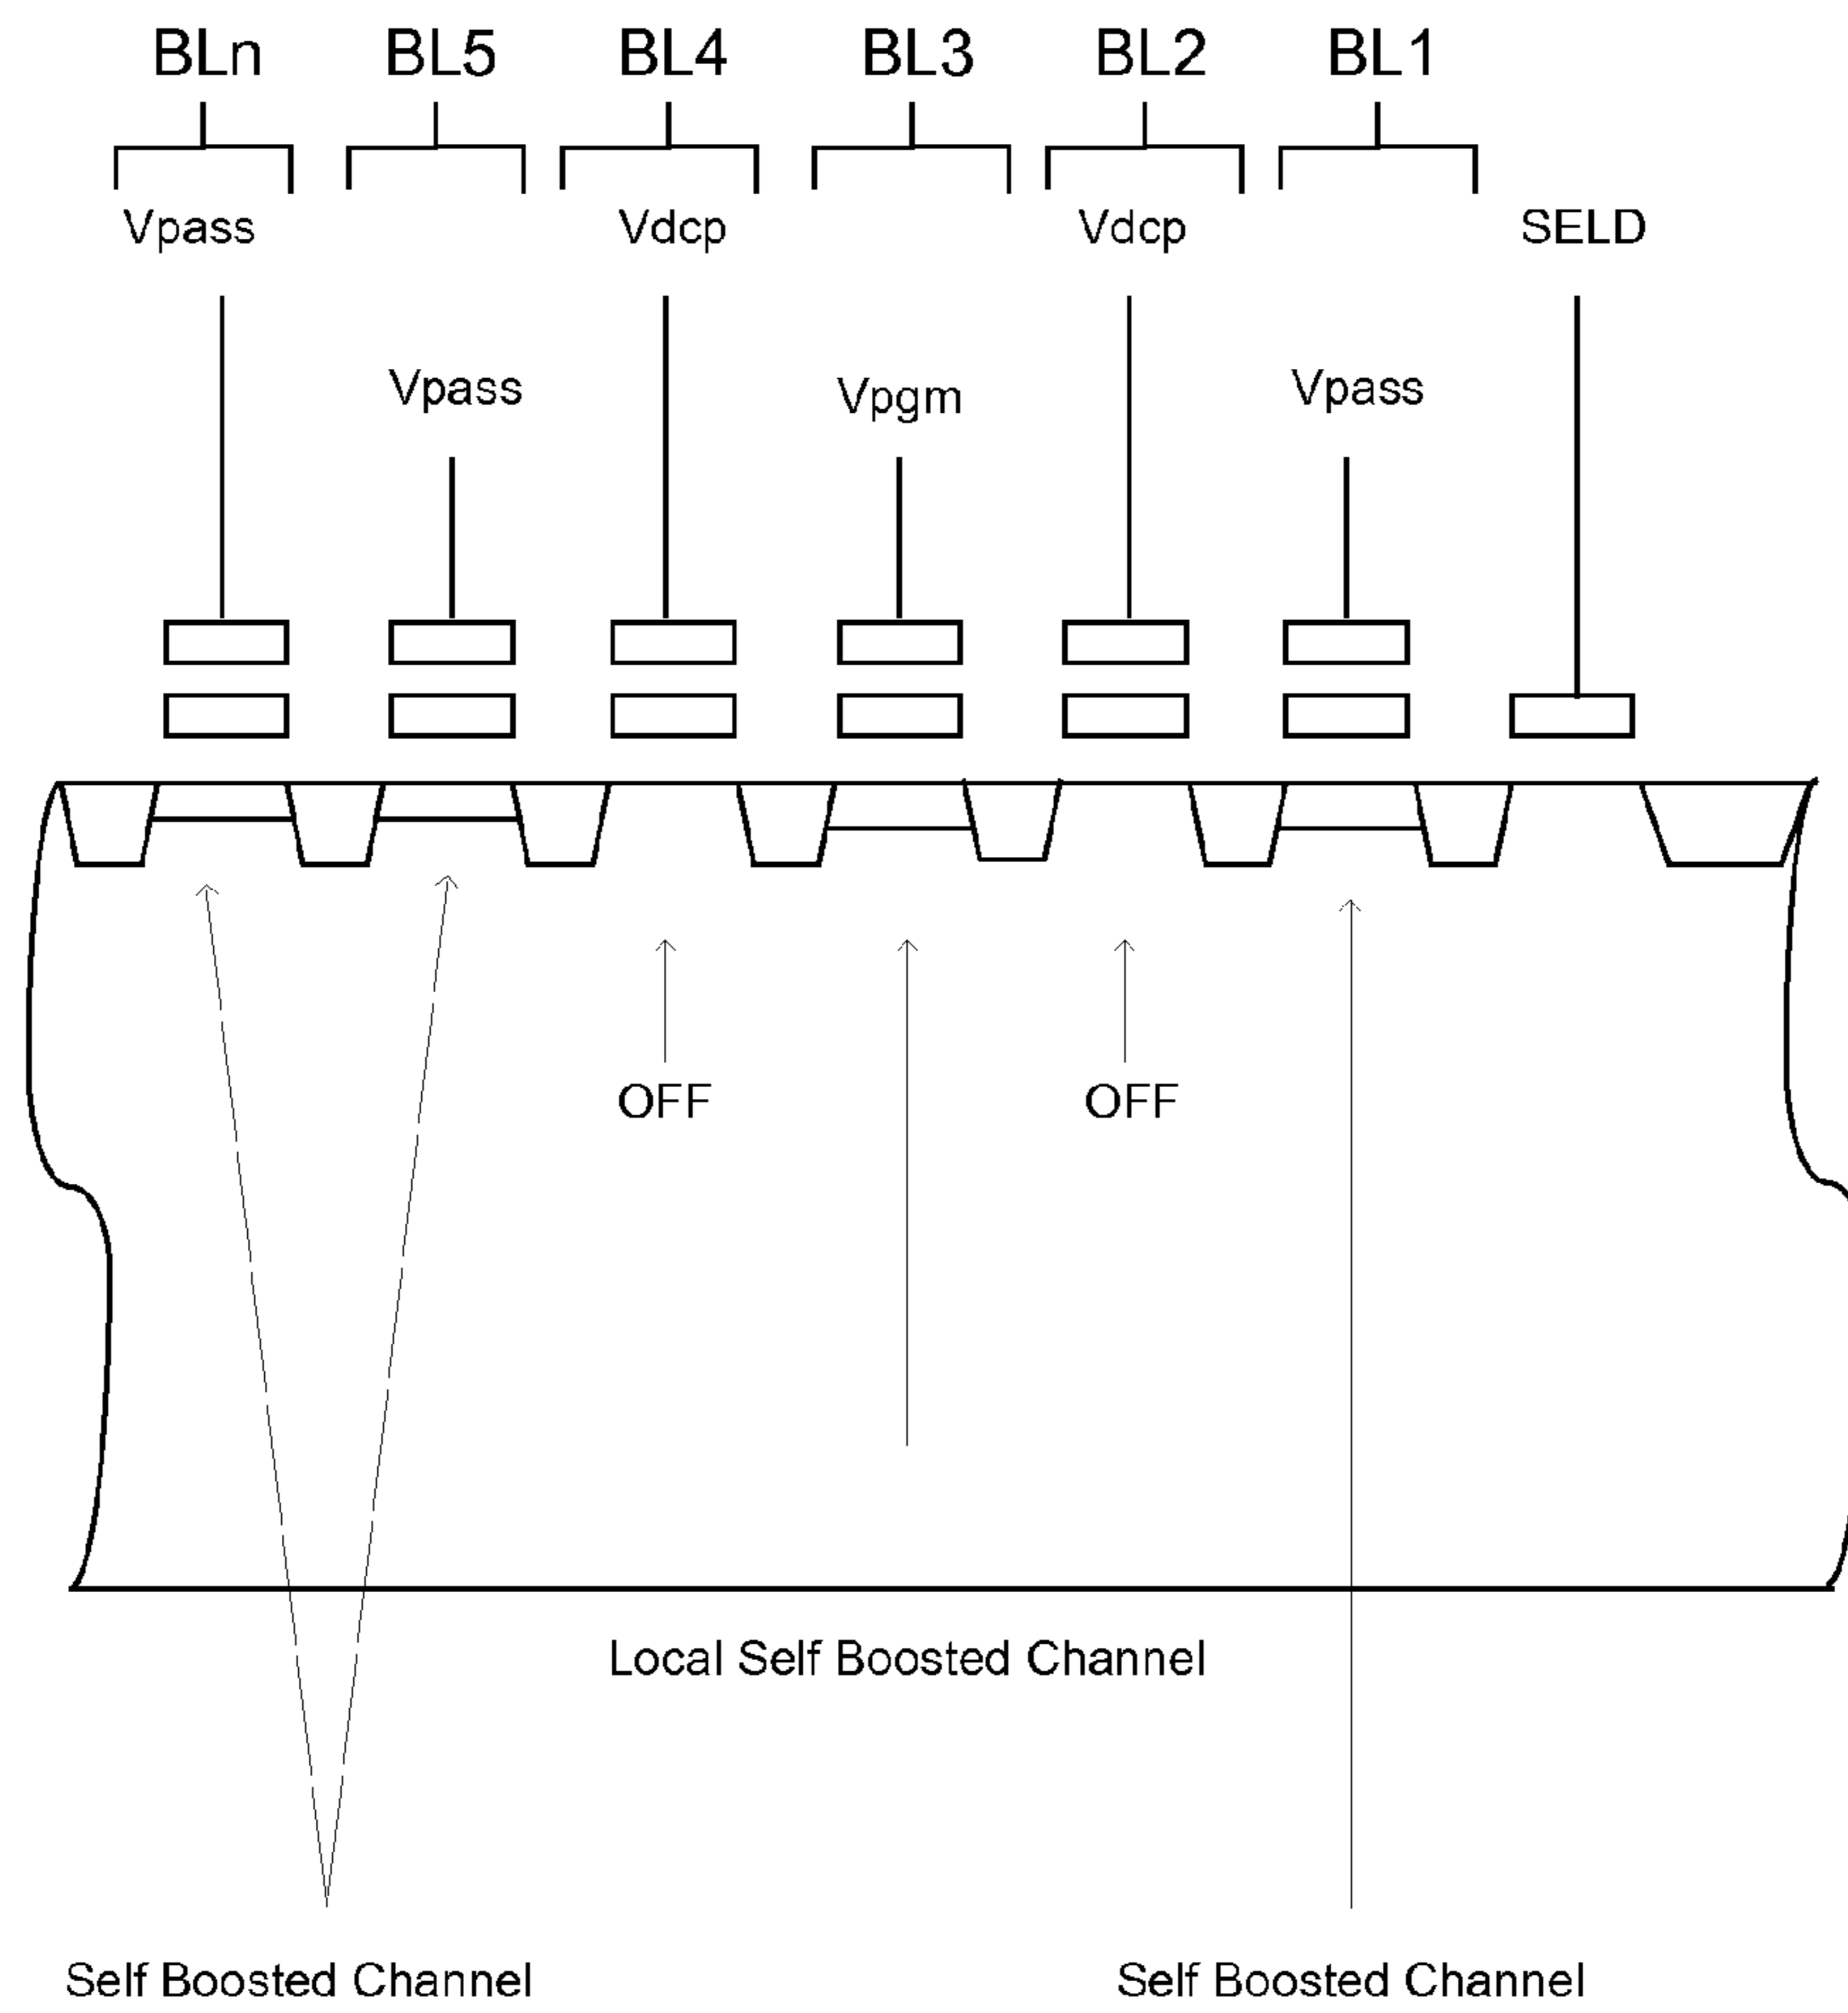 BLn BL5 BL4 BL3 BL2 BL1
Vpass Vdcp Vdcp SELD
Vpass Vpgm Vpass
OFF OFF
Local Self Boosted Channel
Self Boosted Channel Self Boosted Channel